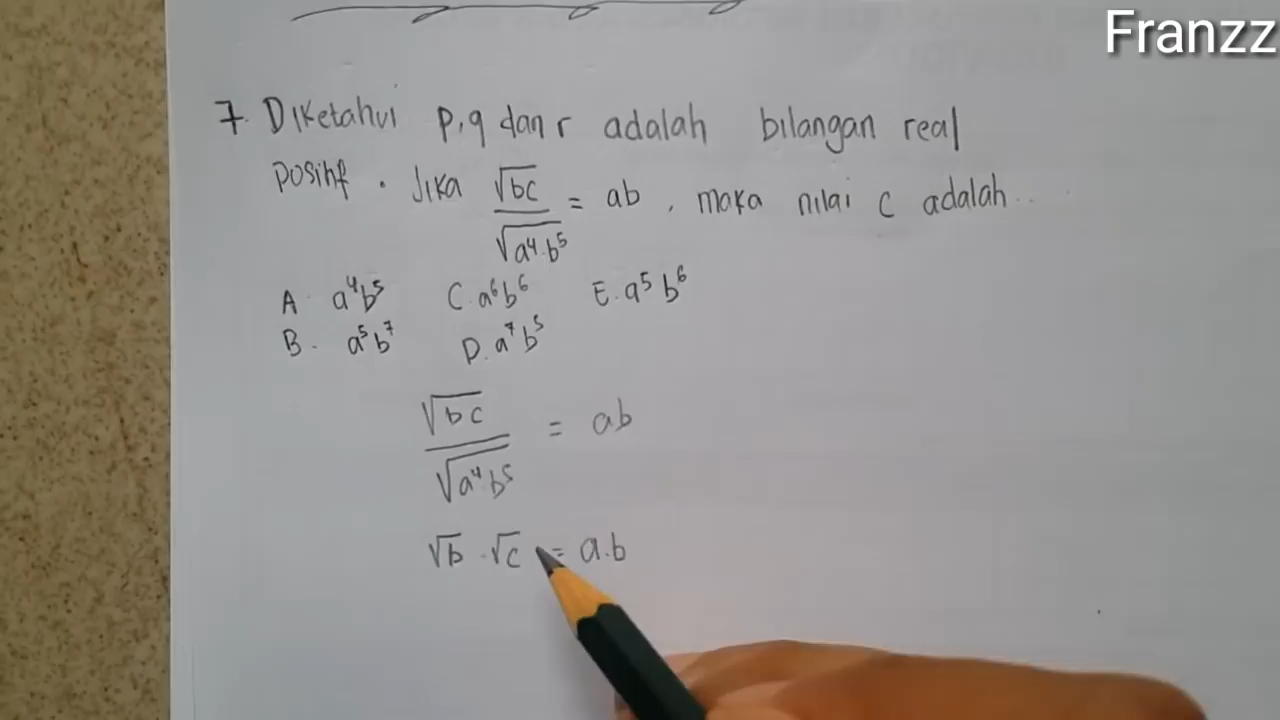 Franzz
7. Diketahui p,q dan r adalah bilangan real
Positif. Jika √bc / √a⁴.b⁵ = ab, maka nilai c adalah..
A. a⁴b⁵ C. a⁶b⁶ E. a⁵b⁶
B. a⁵b⁷ D. a⁷b⁵
√bc / √a⁴b⁵ = ab
√b . √c = a.b